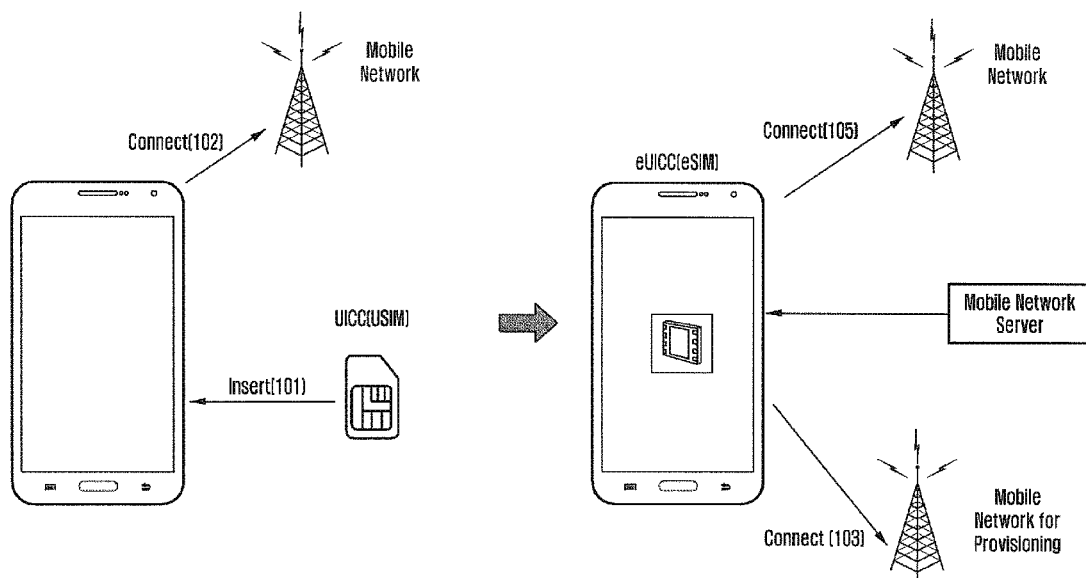 Mobile
Network
Connect(102)
UICC(USIM)
Insert(101)
Mobile
Network
Connect(105)
eUICC(eSIM)
Mobile Network
Server
Mobile
Network for
Provisioning
Connect (103)